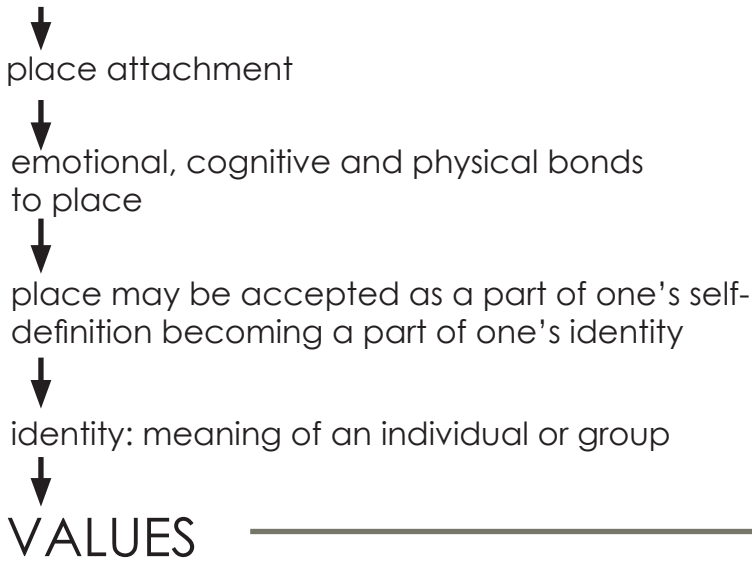 place attachment
emotional, cognitive and physical bonds
to place
place may be accepted as a part of one’s self-
definition becoming a part of one’s identity
identity: meaning of an individual or group
VALUES